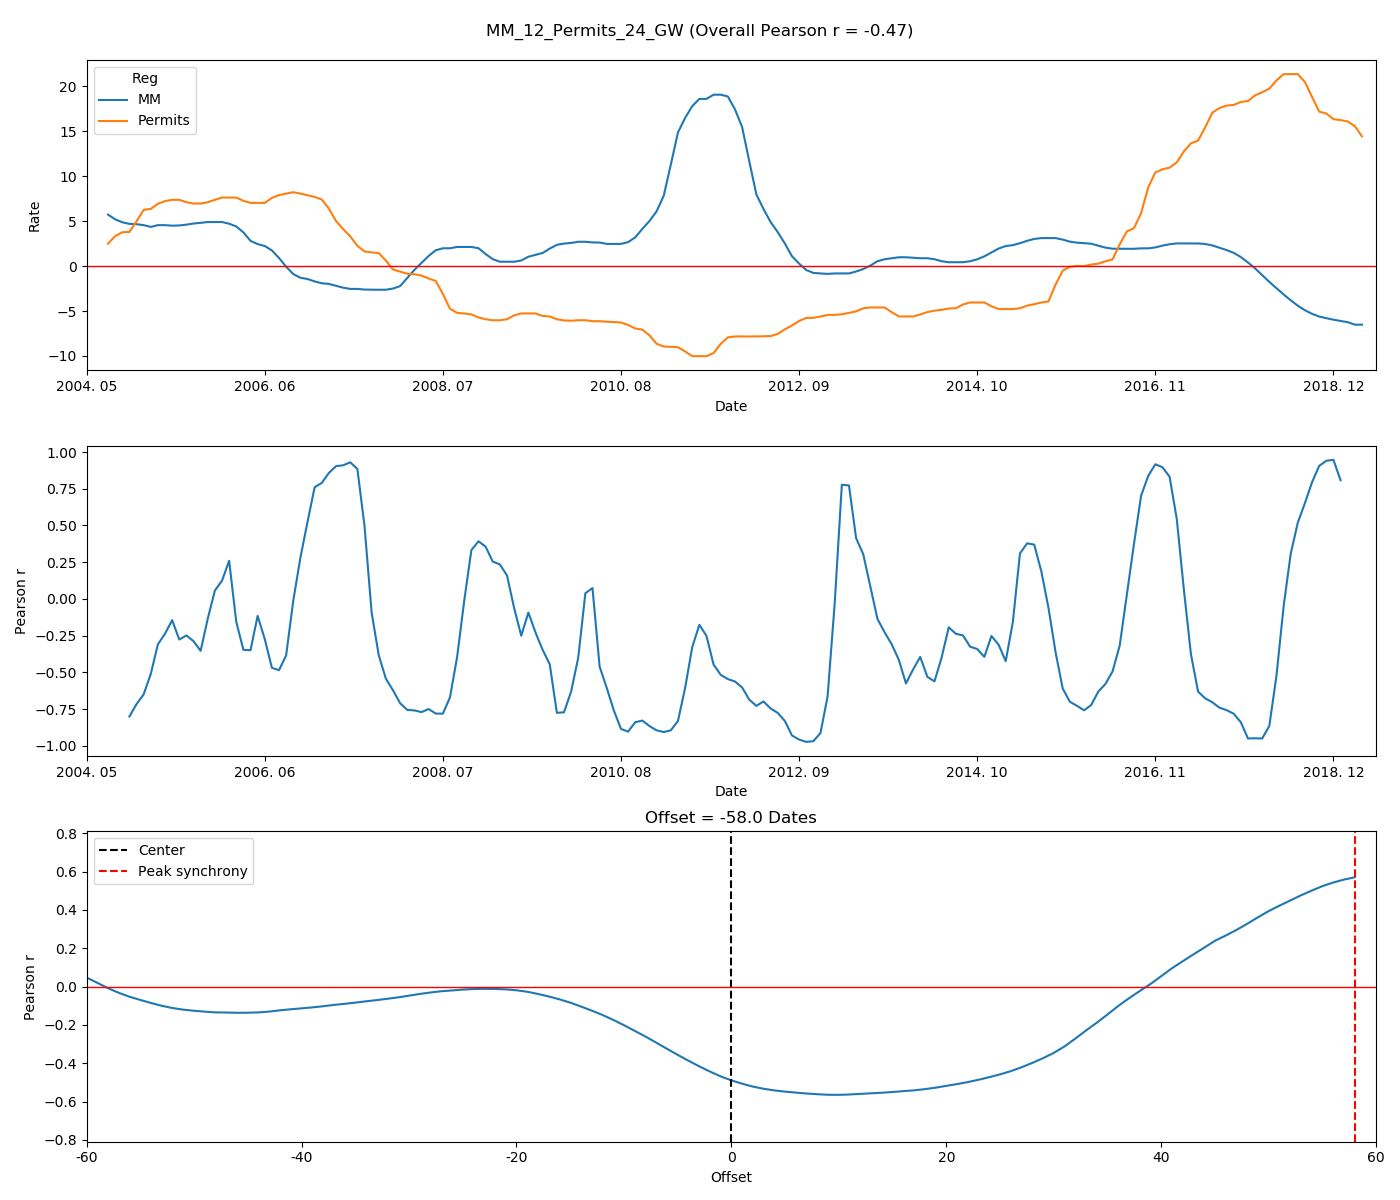 MM_12_Permits_24_GW (Overall Pearson r = -0.47)
Reg
MM
Permits
Rate
20
15
10
5
0
−5
−10
2004. 05 2006. 06 2008. 07 2010. 08 2012. 09 2014. 10 2016. 11 2018. 12
Date
Pearson r
1.00
0.75
0.50
0.25
0.00
−0.25
−0.50
−0.75
−1.00
2004. 05 2006. 06 2008. 07 2010. 08 2012. 09 2014. 10 2016. 11 2018. 12
Date
Offset = -58.0 Dates
Center
Peak synchrony
Pearson r
0.8
0.6
0.4
0.2
0.0
−0.2
−0.4
−0.6
−0.8
-60 -40 -20 0 20 40 60
Offset